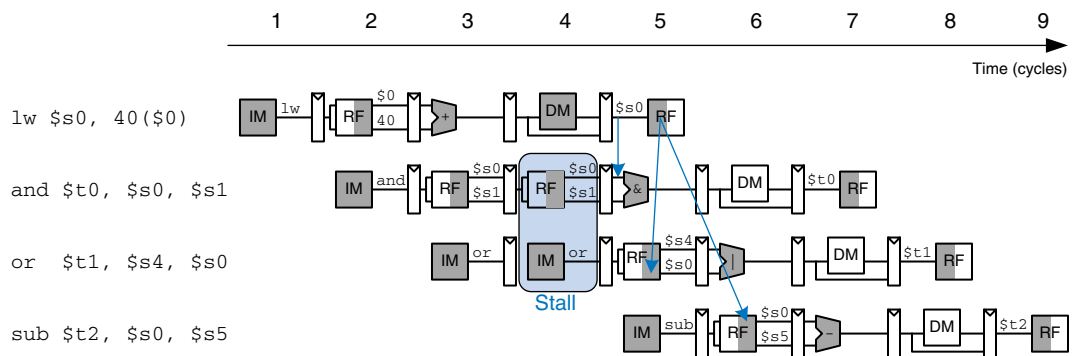 1 2 3 4 5 6 7 8 9
Time (cycles)
lw $s0, 40($0) IM lw RF $0 40 + DM $s0 RF
and $t0, $s0, $s1 IM and RF $s0 $s1 RF $s0 $s1 & DM $t0 RF
or $t1, $s4, $s0 IM or IM or RF $s4 $s0 | DM $t1 RF
Stall
sub $t2, $s0, $s5 IM sub RF $s0 $s5 - DM $t2 RF